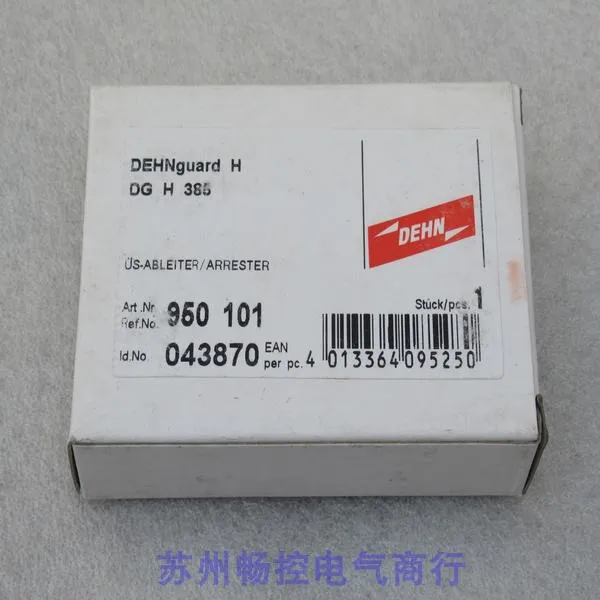 DEHNguard H
DG H 385
DEHN
ÜS-ABLEITER/ARRESTER
Art.Nr.
Ref.No. 950 101
Stück/pcs. 1
Id.No. 043870
EAN
per pc. 4 013364 095250
苏州畅控电气商行